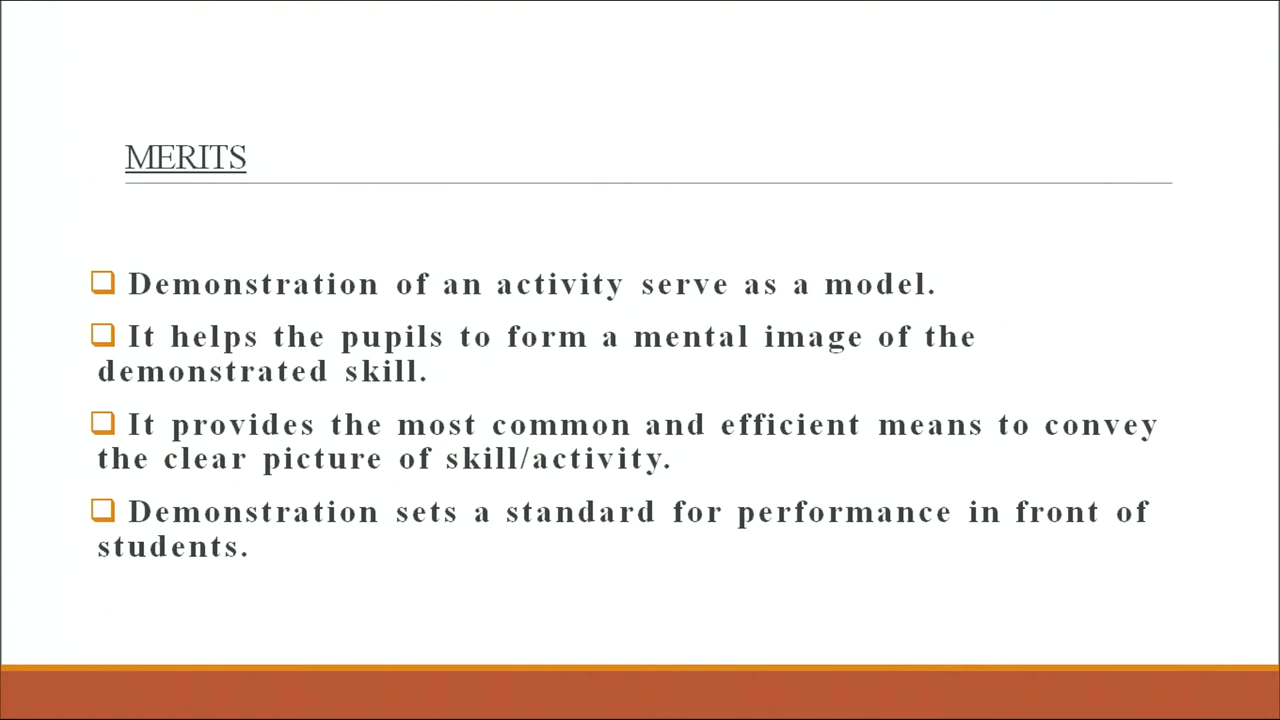 MERITS
Demonstration of an activity serve as a model.
It helps the pupils to form a mental image of the
demonstrated skill.
It provides the most common and efficient means to convey
the clear picture of skill/activity.
Demonstration sets a standard for performance in front of
students.